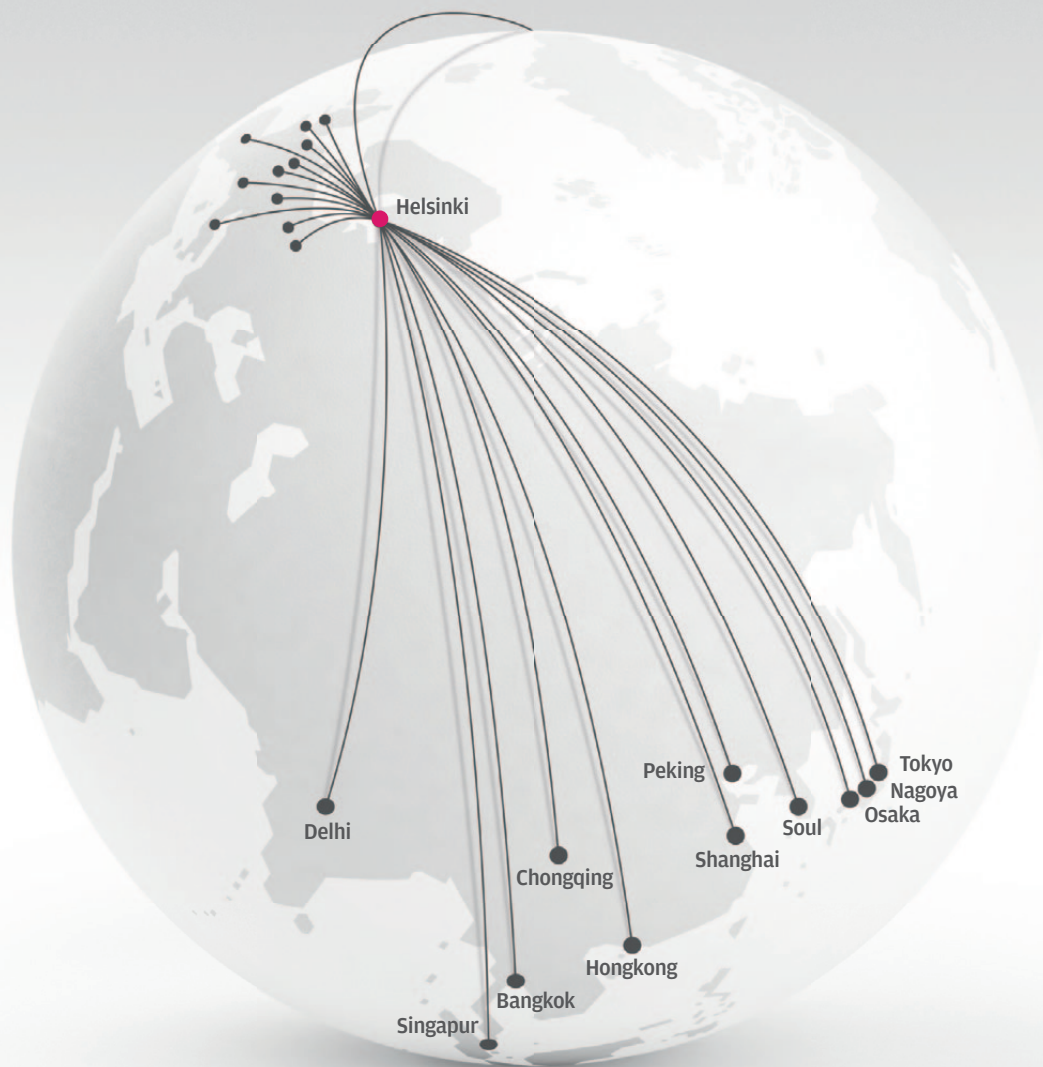 Helsinki
Tokyo
Peking
Nagoya
Osaka
Delhi
Soul
Shanghai
Chongqing
Hongkong
Bangkok
Singapur